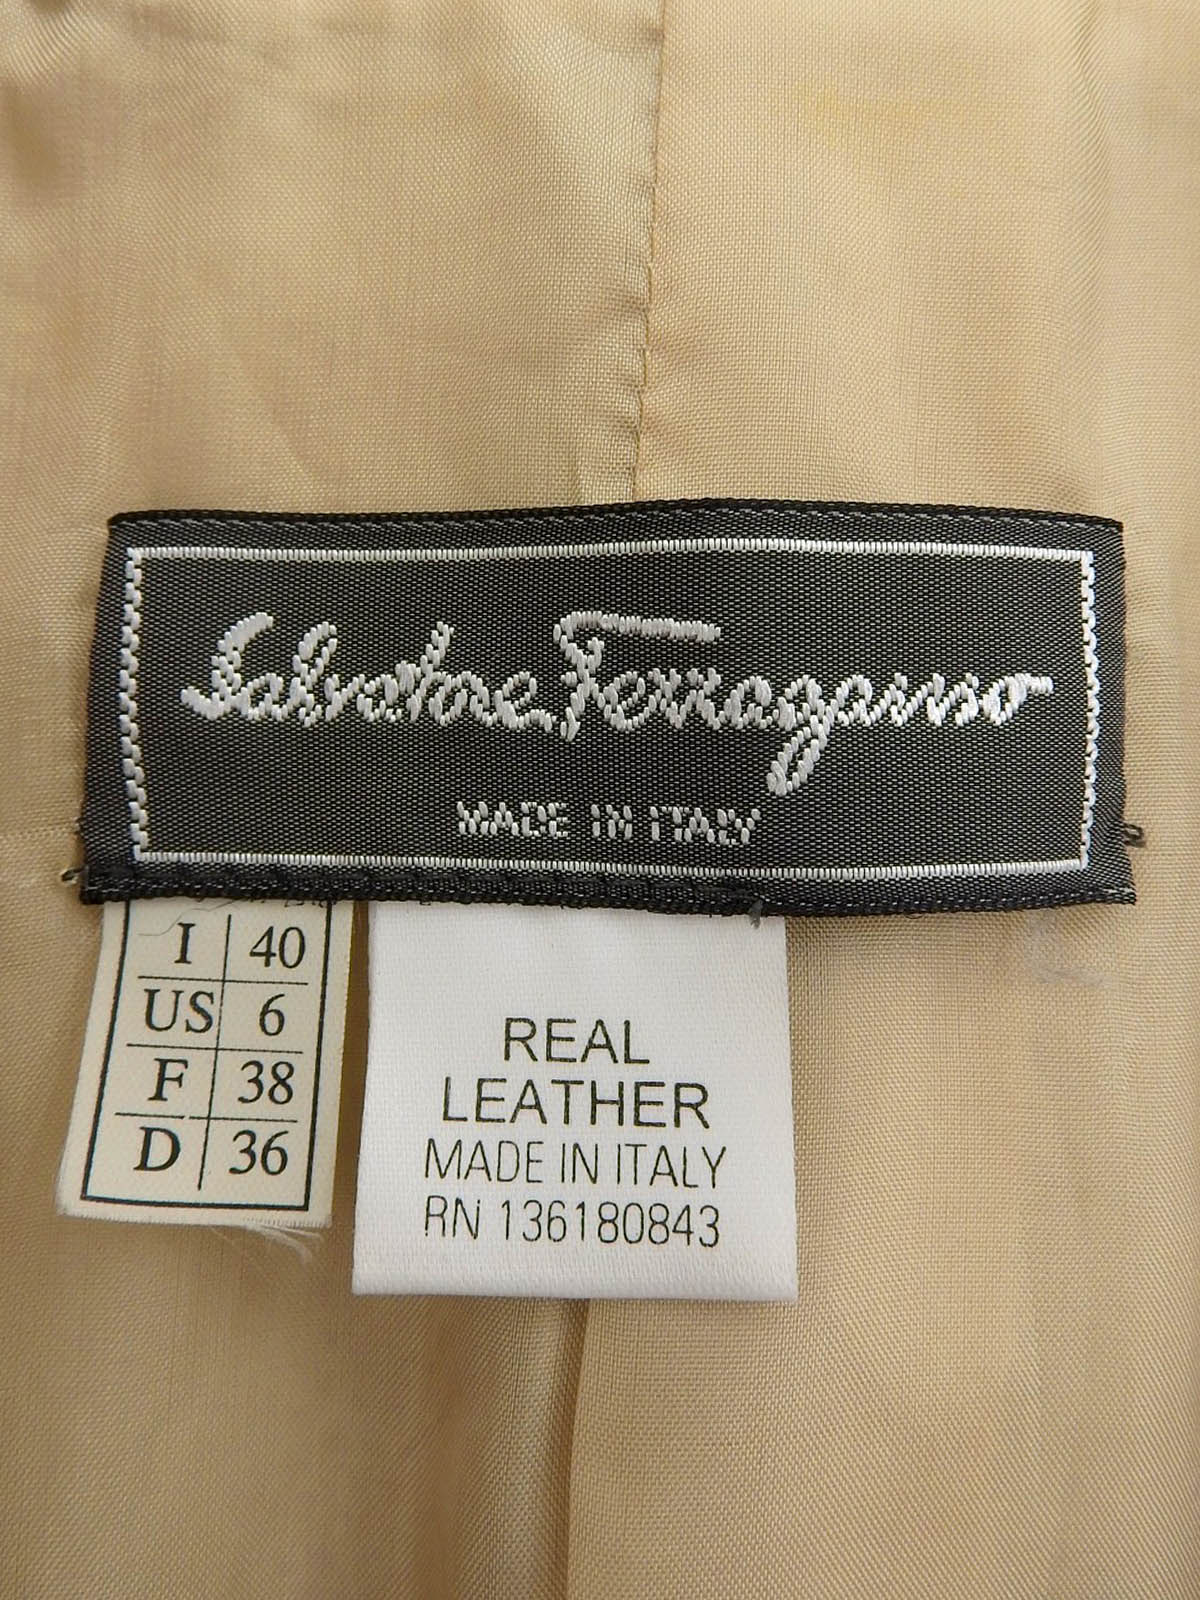 Salvatore Ferragamo
MADE IN ITALY
I 40
US 6
F 38
D 36
REAL
LEATHER
MADE IN ITALY
RN 136180843